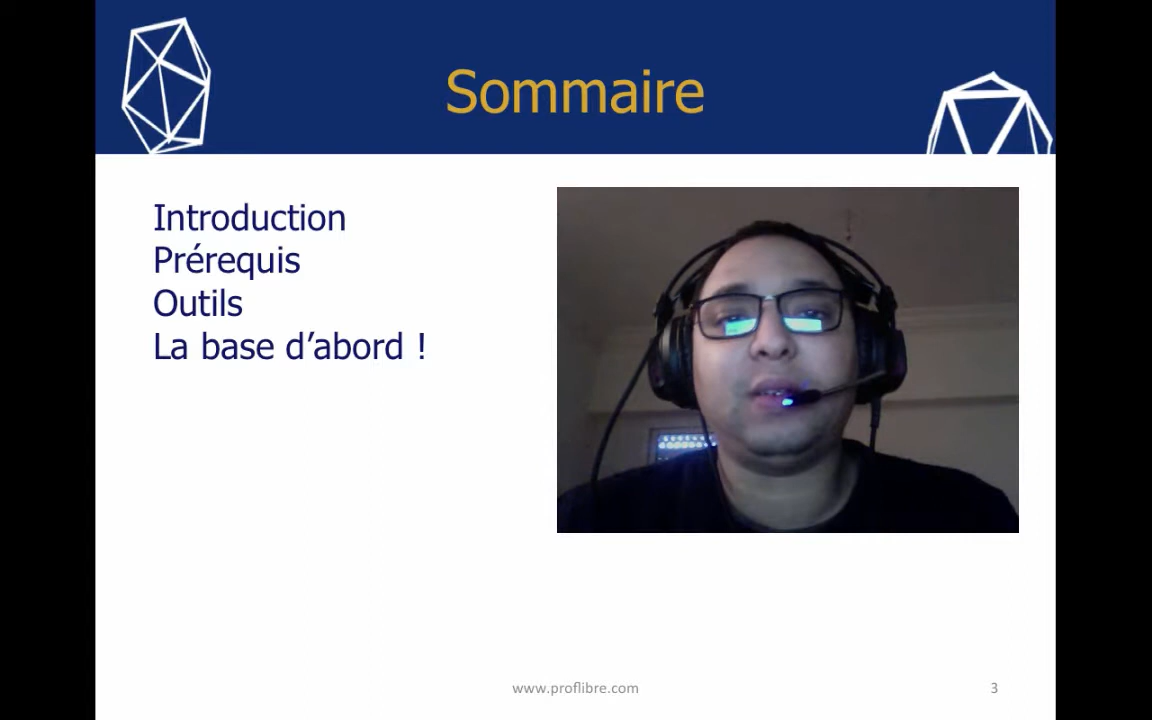 Sommaire
Introduction
Prérequis
Outils
La base d’abord !
www.proflibre.com
3